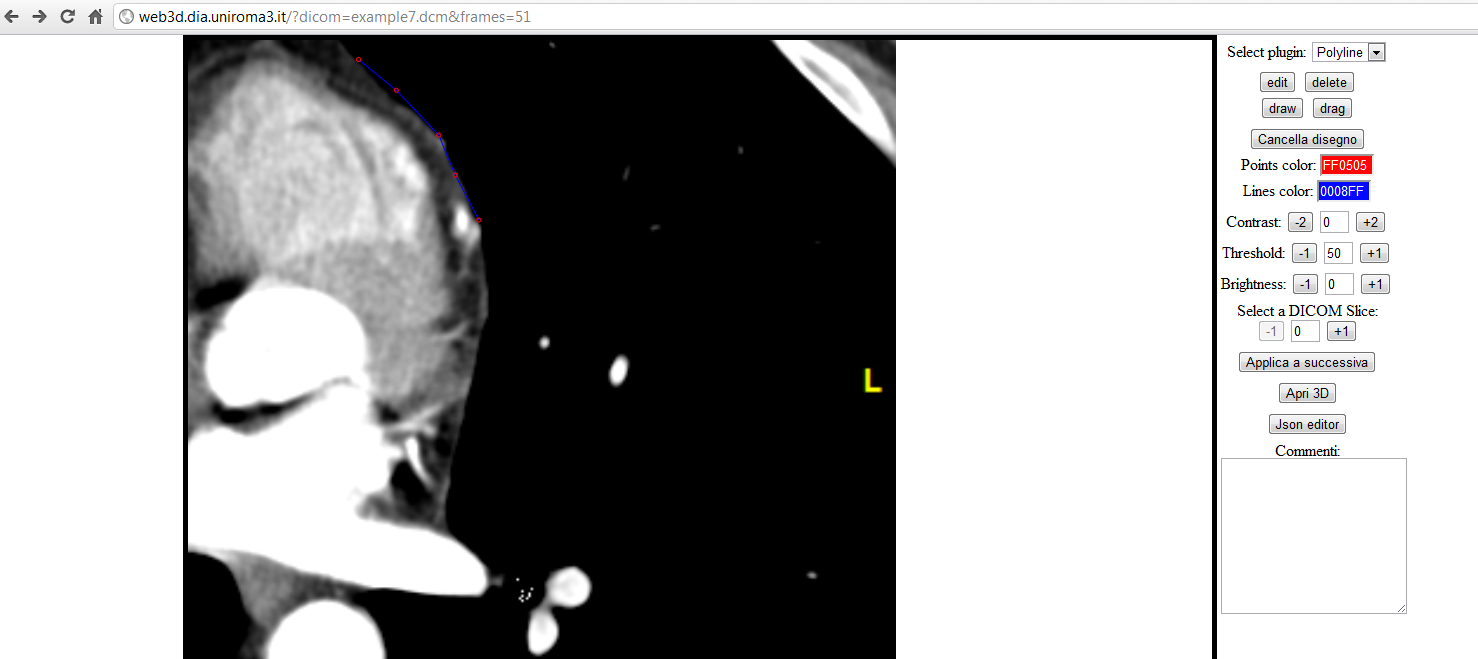 web3d.dia.uniroma3.it/?dicom=example7.dcm&frames=51
Select plugin: Polyline
edit delete
draw drag
Cancella disegno
Points color: FF0505
Lines color: 0008FF
Contrast: -2 0 +2
Threshold: -1 50 +1
Brightness: -1 0 +1
Select a DICOM Slice:
-1 0 +1
Applica a successiva
L
Apri 3D
Json editor
Commenti: